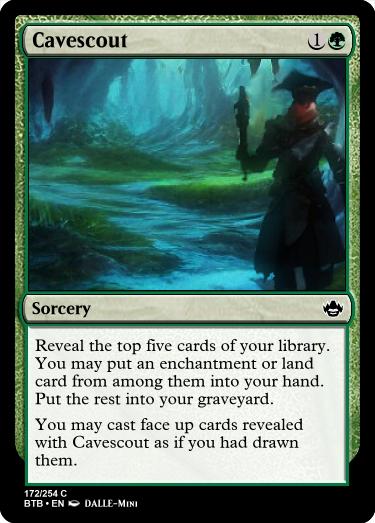 Cavescout 1
Sorcery
Reveal the top five cards of your library.
You may put an enchantment or land
card from among them into your hand.
Put the rest into your graveyard.
You may cast face up cards revealed
with Cavescout as if you had drawn
them.
172/254 C
BTB • EN DALLE-Mini